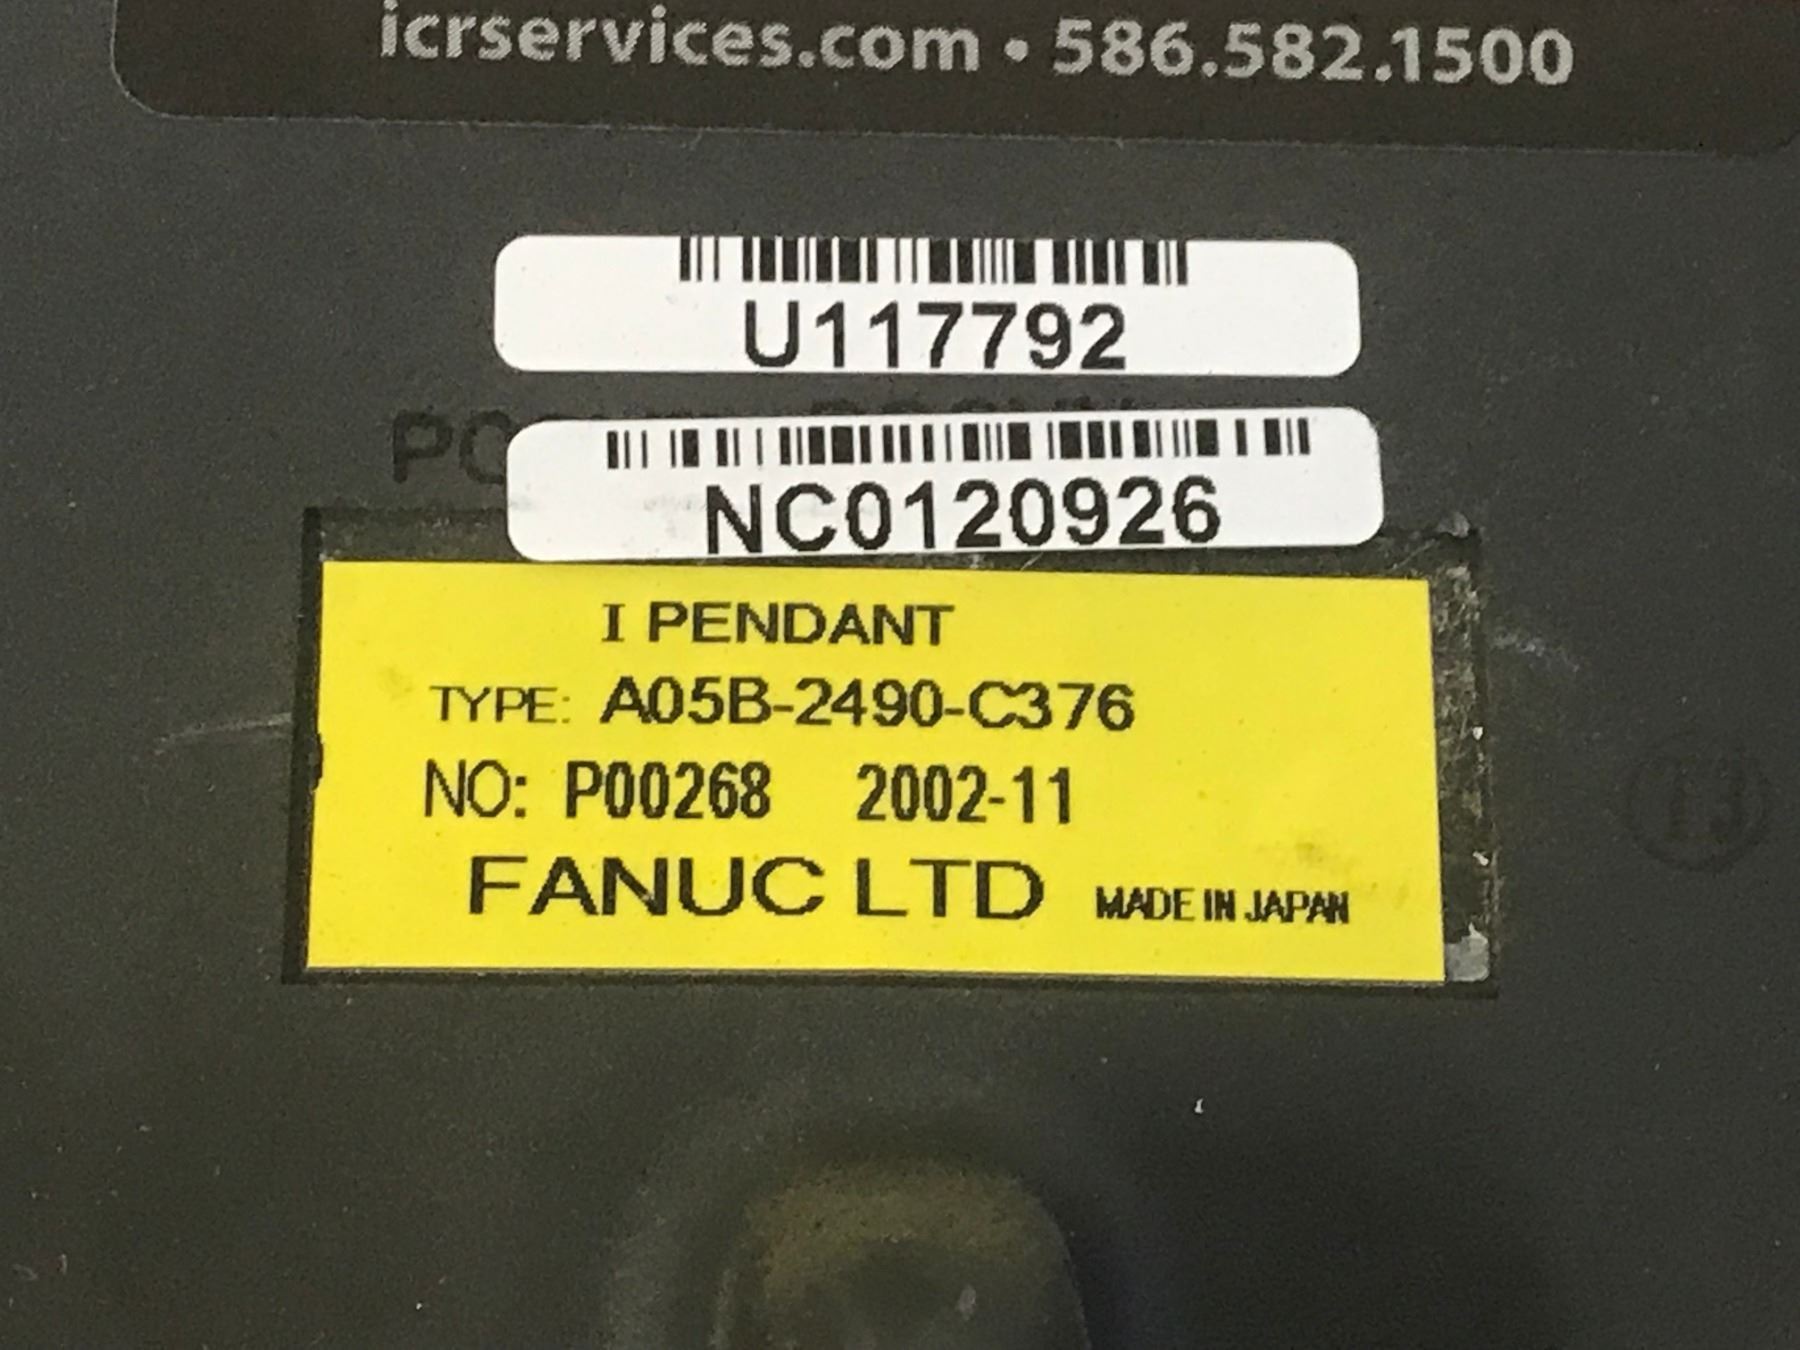 icrservices.com • 586.582.1500
U117792
NC0120926
I PENDANT
TYPE: A05B-2490-C376
NO: P00268 2002-11
FANUC LTD MADE IN JAPAN
13